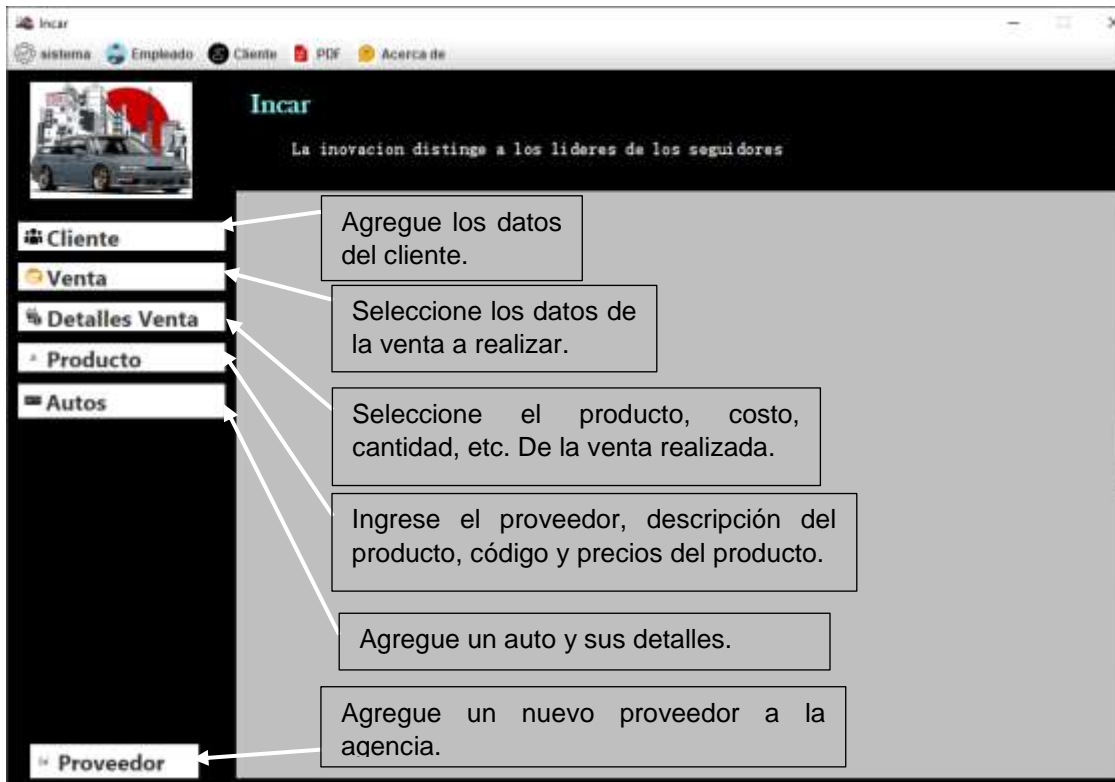 Incar
sistema Empleado Cliente PDF Acerca de
Incar
La inovacion distinge a los lideres de los seguidores
Cliente
Venta
Detalles Venta
Producto
Autos
Proveedor
Agregue los datos
del cliente.
Seleccione los datos de
la venta a realizar.
Seleccione el producto, costo,
cantidad, etc. De la venta realizada.
Ingrese el proveedor, descripción del
producto, código y precios del producto.
Agregue un auto y sus detalles.
Agregue un nuevo proveedor a la
agencia.